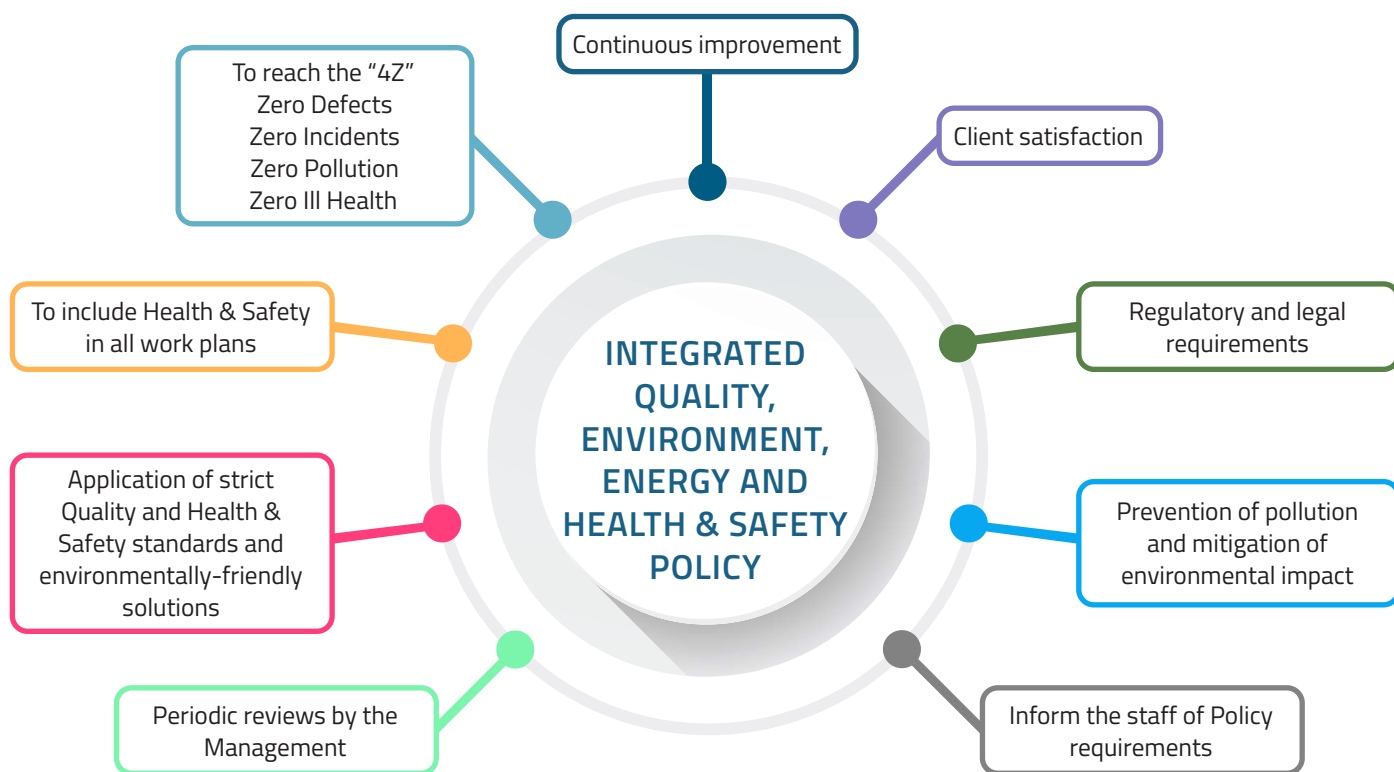 Continuous improvement
To reach the “4Z”
Zero Defects
Zero Incidents
Zero Pollution
Zero Ill Health
Client satisfaction
To include Health & Safety
in all work plans
Regulatory and legal
requirements
INTEGRATED
QUALITY,
ENVIRONMENT,
ENERGY AND
HEALTH & SAFETY
POLICY
Application of strict
Quality and Health &
Safety standards and
environmentally-friendly
solutions
Prevention of pollution
and mitigation of
environmental impact
Periodic reviews by the
Management
Inform the staff of Policy
requirements